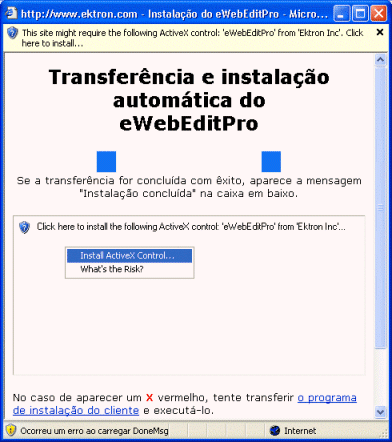 http://www.ektron.com - Instalação do eWebEditPro - Micro...
This site might require the following ActiveX control: 'eWebEditPro' from 'Ektron Inc'. Click
here to install...
Transferência e instalação
automática do
eWebEditPro
Se a transferência for concluída com êxito, aparece a mensagem
"Instalação concluída" na caixa em baixo.
Click here to install the following ActiveX control: 'eWebEditPro' from 'Ektron Inc'...
Install ActiveX Control...
What's the Risk?
No caso de aparecer um X vermelho, tente transferir o programa
de instalação do cliente e executá-lo.
Ocorreu um erro ao carregar DoneMsg
Internet